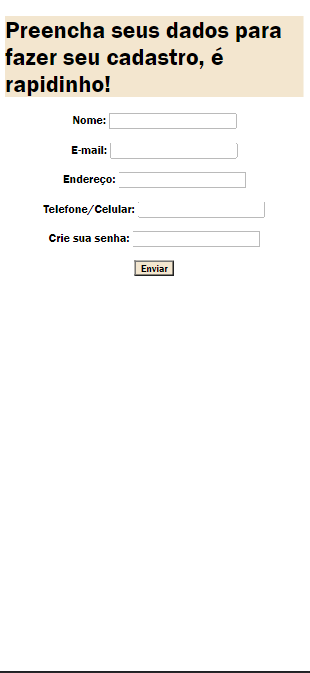 Preencha seus dados para
fazer seu cadastro, é
rapidinho!
Nome:
E-mail:
Endereço:
Telefone/Celular:
Crie sua senha:
Enviar